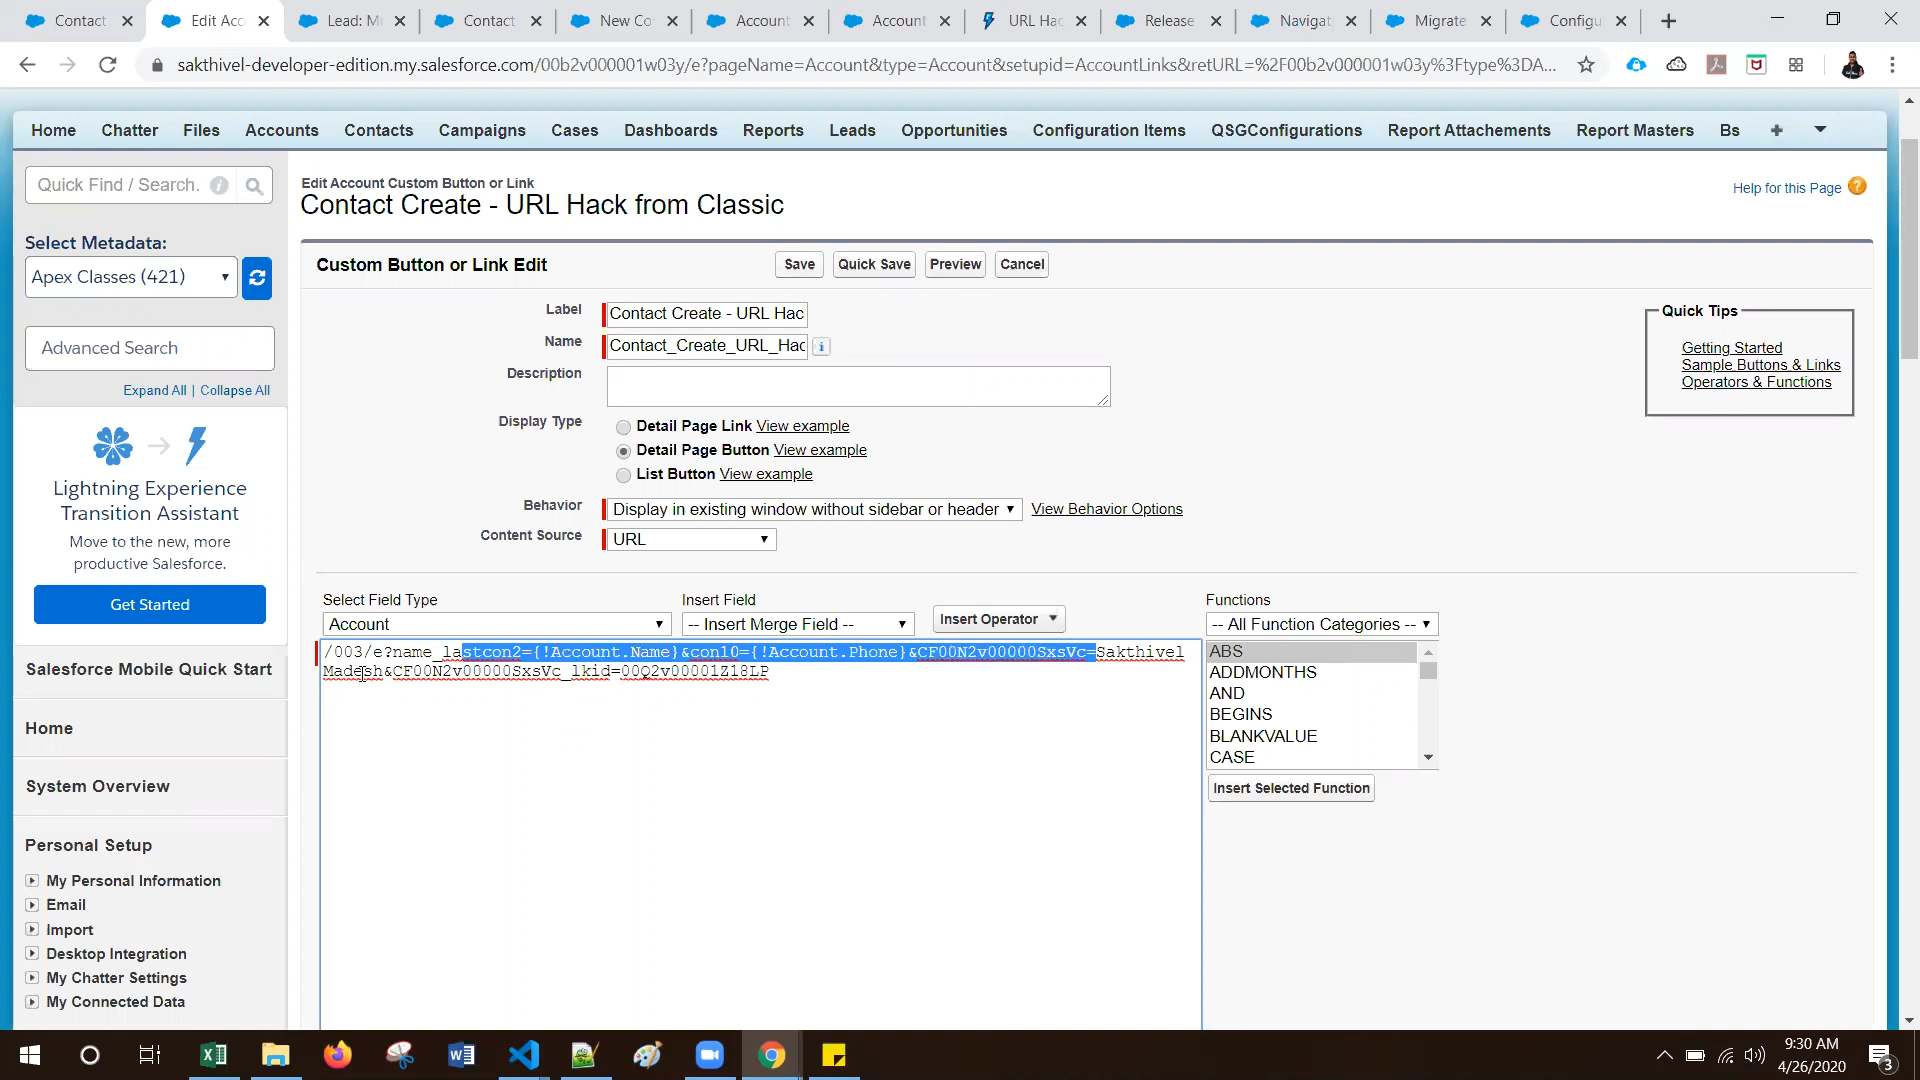 Contact
Edit Acc
Lead: M
Contact
New Co
Account
Account
URL Hac
Release
Navigat
Migrate
Configu
sakthivel-developer-edition.my.salesforce.com/00b2v000001w03y/e?pageName=Account&type=Account&setupid=AccountLinks&retURL=%2F00b2v000001w03y%3Ftype%3DA...
Home Chatter Files Accounts Contacts Campaigns Cases Dashboards Reports Leads Opportunities Configuration Items QSGConfigurations Report Attachements Report Masters Bs +
Quick Find / Search.
Select Metadata:
Apex Classes (421)
Advanced Search
Expand All | Collapse All
Lightning Experience
Transition Assistant
Move to the new, more
productive Salesforce.
Get Started
Salesforce Mobile Quick Start
Home
System Overview
Personal Setup
My Personal Information
Email
Import
Desktop Integration
My Chatter Settings
My Connected Data
Edit Account Custom Button or Link
Contact Create - URL Hack from Classic
Help for this Page
Custom Button or Link Edit
Save
Quick Save
Preview
Cancel
Label
Contact Create - URL Hac
Name
Contact_Create_URL_Hac
Description
Display Type
Detail Page Link View example
Detail Page Button View example
List Button View example
Behavior
Display in existing window without sidebar or header
View Behavior Options
Content Source
URL
Quick Tips
Getting Started
Sample Buttons & Links
Operators & Functions
Select Field Type
Account
Insert Field
-- Insert Merge Field --
Insert Operator
Functions
-- All Function Categories --
/003/e?name_lastcon2={!Account.Name}&con10={!Account.Phone}&CF00N2v00000SxsVc=Sakthivel
Madesh&CF00N2v00000SxsVc_lkid=00Q2v00001Z18LP
ABS
ADDMONTHS
AND
BEGINS
BLANKVALUE
CASE
Insert Selected Function
9:30 AM
4/26/2020
3